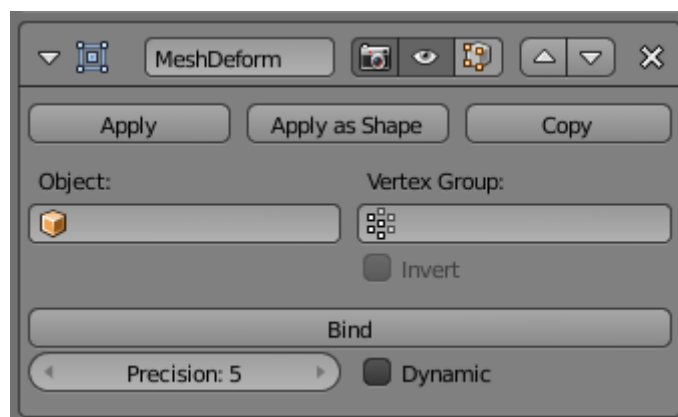 MeshDeform
Apply Apply as Shape Copy
Object: Vertex Group:
Invert
Bind
Precision: 5 Dynamic